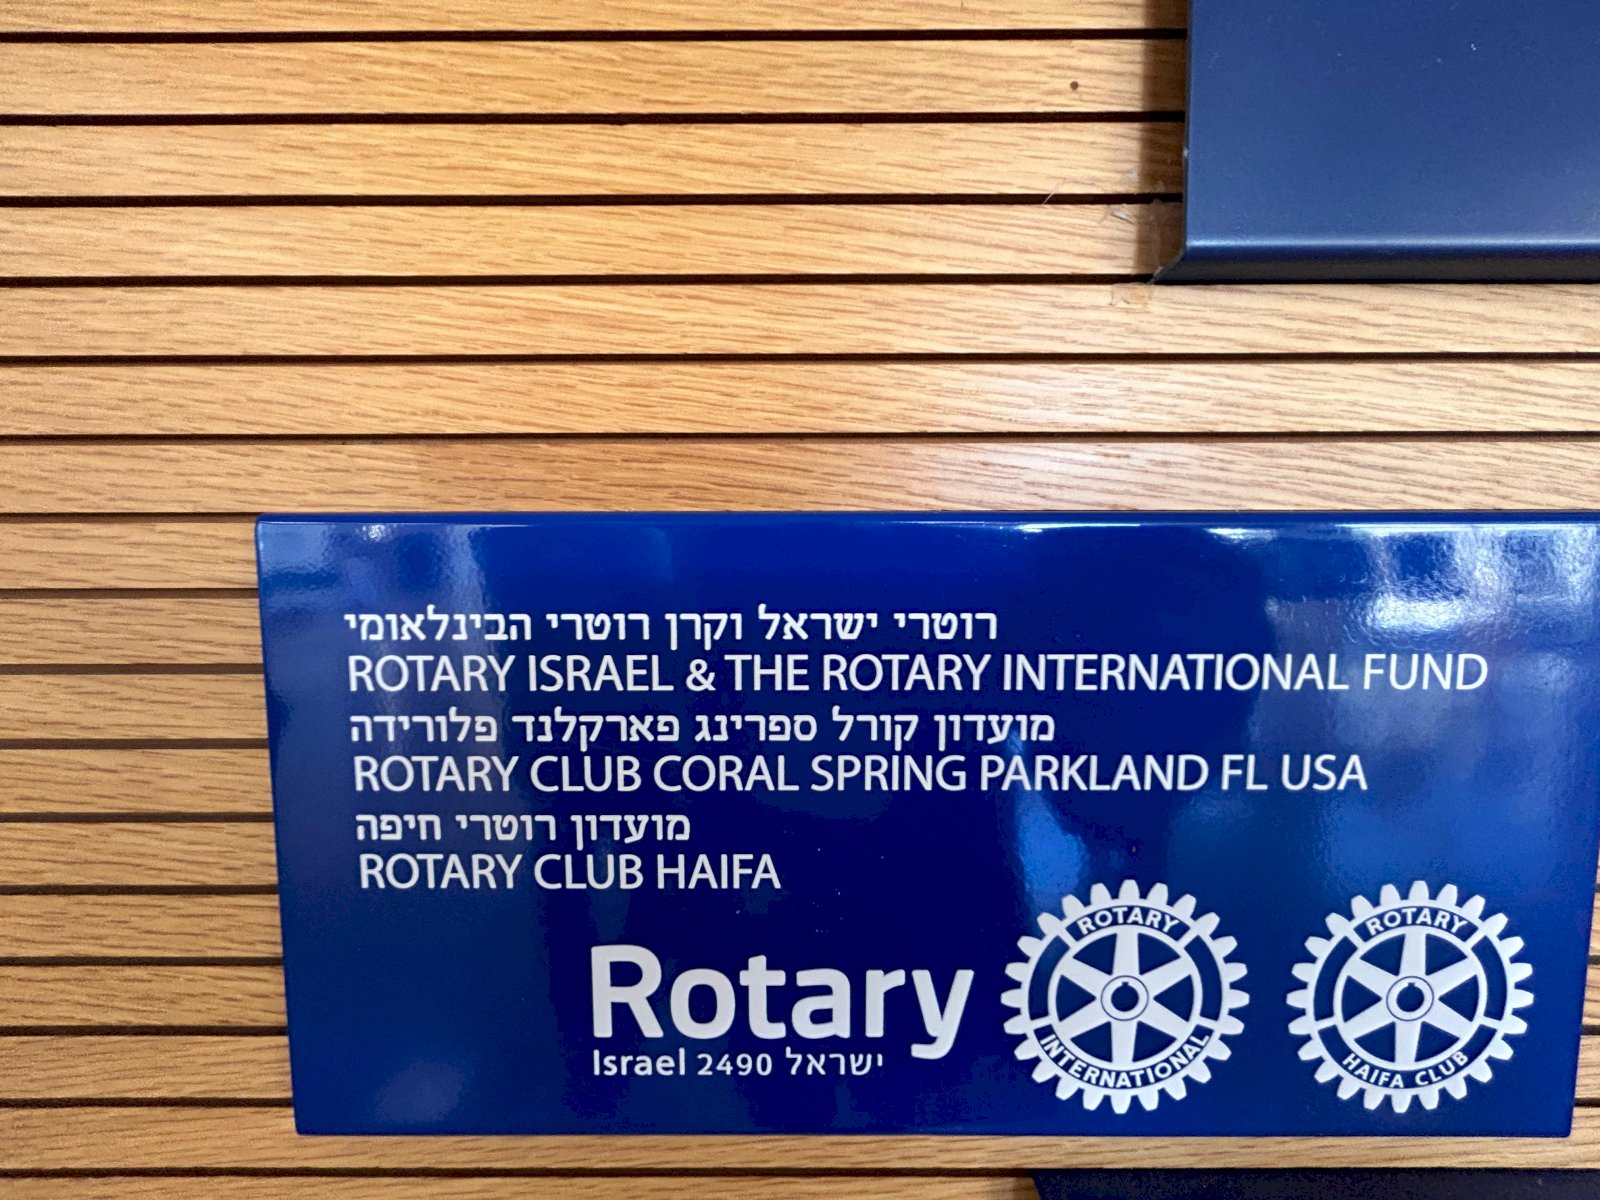 רוטרי ישראל וקרן רוטרי הבינלאומי
ROTARY ISRAEL & THE ROTARY INTERNATIONAL FUND
מועדון קורל ספרינג פארקלנד פלורידה
ROTARY CLUB CORAL SPRING PARKLAND FL USA
מועדון רוטרי חיפה
ROTARY CLUB HAIFA
Rotary
Israel 2490 ישראל
ROTARY
INTERNATIONAL
ROTARY
HAIFA CLUB